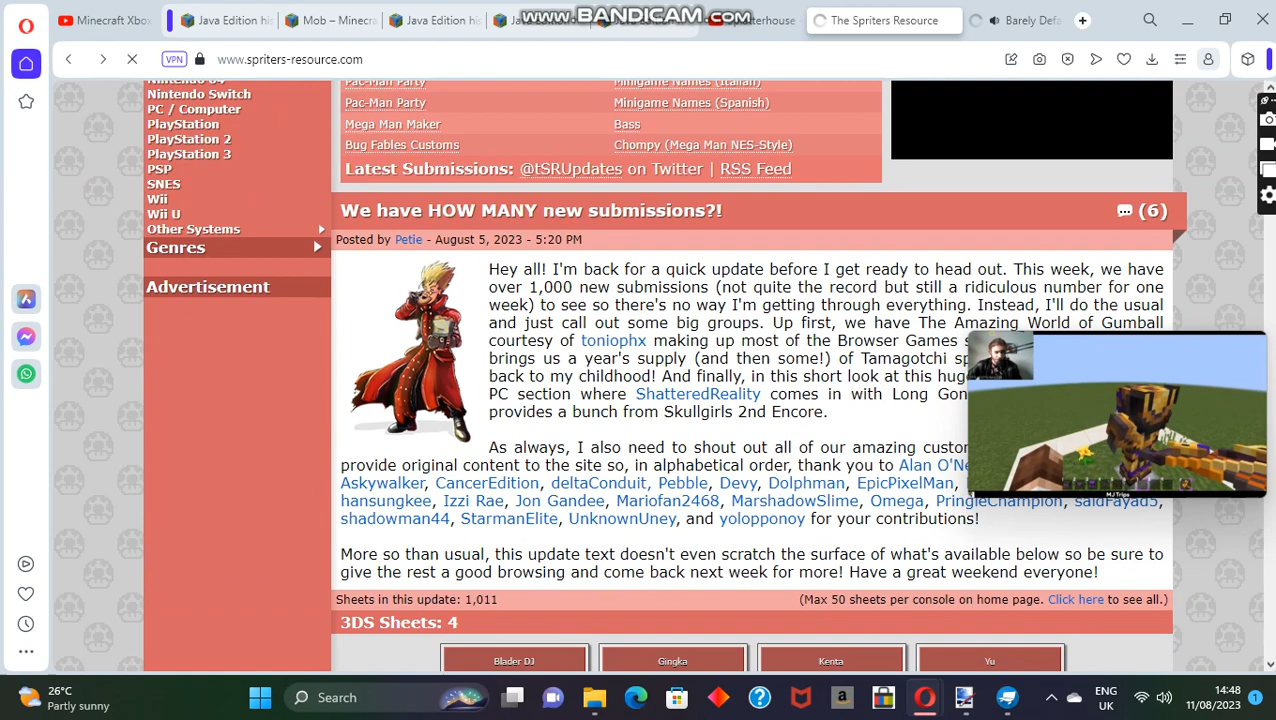 Minecraft Xbox
Java Edition his
Mob – Minecra
Java Edition his
www.BANDICAM.com
The Spriters Resource
Barely Defa
VPN
www.spriters-resource.com
Nintendo Switch
PC / Computer
PlayStation
PlayStation 2
PlayStation 3
PSP
SNES
Wii
Wii U
Other Systems
Genres
Advertisement
Pac-Man Party Minigame Names (Italian)
Pac-Man Party Minigame Names (Spanish)
Mega Man Maker Bass
Bug Fables Customs Chompy (Mega Man NES-Style)
Latest Submissions: @tSRUpdates on Twitter | RSS Feed
We have HOW MANY new submissions?! (6)
Posted by Petie - August 5, 2023 - 5:20 PM
Hey all! I'm back for a quick update before I get ready to head out. This week, we have
over 1,000 new submissions (not quite the record but still a ridiculous number for one
week) to see so there's no way I'm getting through everything. Instead, I'll do the usual
and just call out some big groups. Up first, we have The Amazing World of Gumball
courtesy of toniophx making up most of the Browser Games
brings us a year's supply (and then some!) of Tamagotchi
back to my childhood! And finally, in this short look at this
PC section where ShatteredReality comes in with Long
provides a bunch from Skullgirls 2nd Encore.
As always, I also need to shout out all of our amazing
provide original content to the site so, in alphabetical order, thank you to Alan
Askywalker, CancerEdition, deltaConduit, Pebble, Devy, Dolphman, EpicPixelMan,
hansungkee, Izzi Rae, Jon Gandee, Mariofan2468, MarshadowSlime, Omega, PringleChampion, saidFayad5,
shadowman44, StarmanElite, UnknownUney, and yolopponoy for your contributions!
More so than usual, this update text doesn't even scratch the surface of what's available below so be sure to
give the rest a good browsing and come back next week for more! Have a great weekend everyone!
Sheets in this update: 1,011 (Max 50 sheets per console on home page. Click here to see all.)
3DS Sheets: 4
Blader DJ Gingka Kenta Yu
MJ Trips
26°C
Partly sunny
Search
ENG
UK
14:48
11/08/2023
1